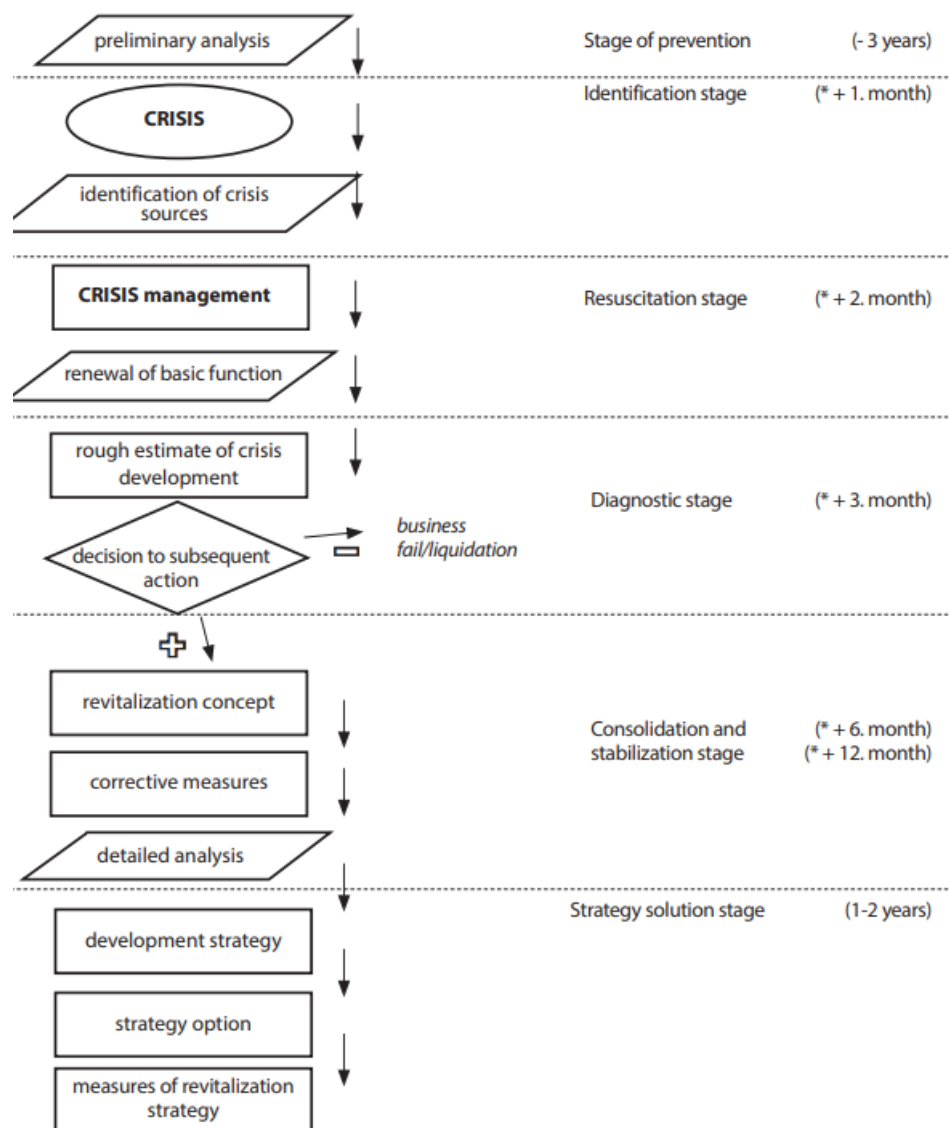 preliminary analysis
Stage of prevention (- 3 years)
Identification stage (* + 1. month)
CRISIS
identification of crisis
sources
CRISIS management
Resuscitation stage (* + 2. month)
renewal of basic function
rough estimate of crisis
development
Diagnostic stage (* + 3. month)
business
fail/liquidation
decision to subsequent
action
revitalization concept
Consolidation and (* + 6. month)
stabilization stage (* + 12. month)
corrective measures
detailed analysis
Strategy solution stage (1-2 years)
development strategy
strategy option
measures of revitalization
strategy